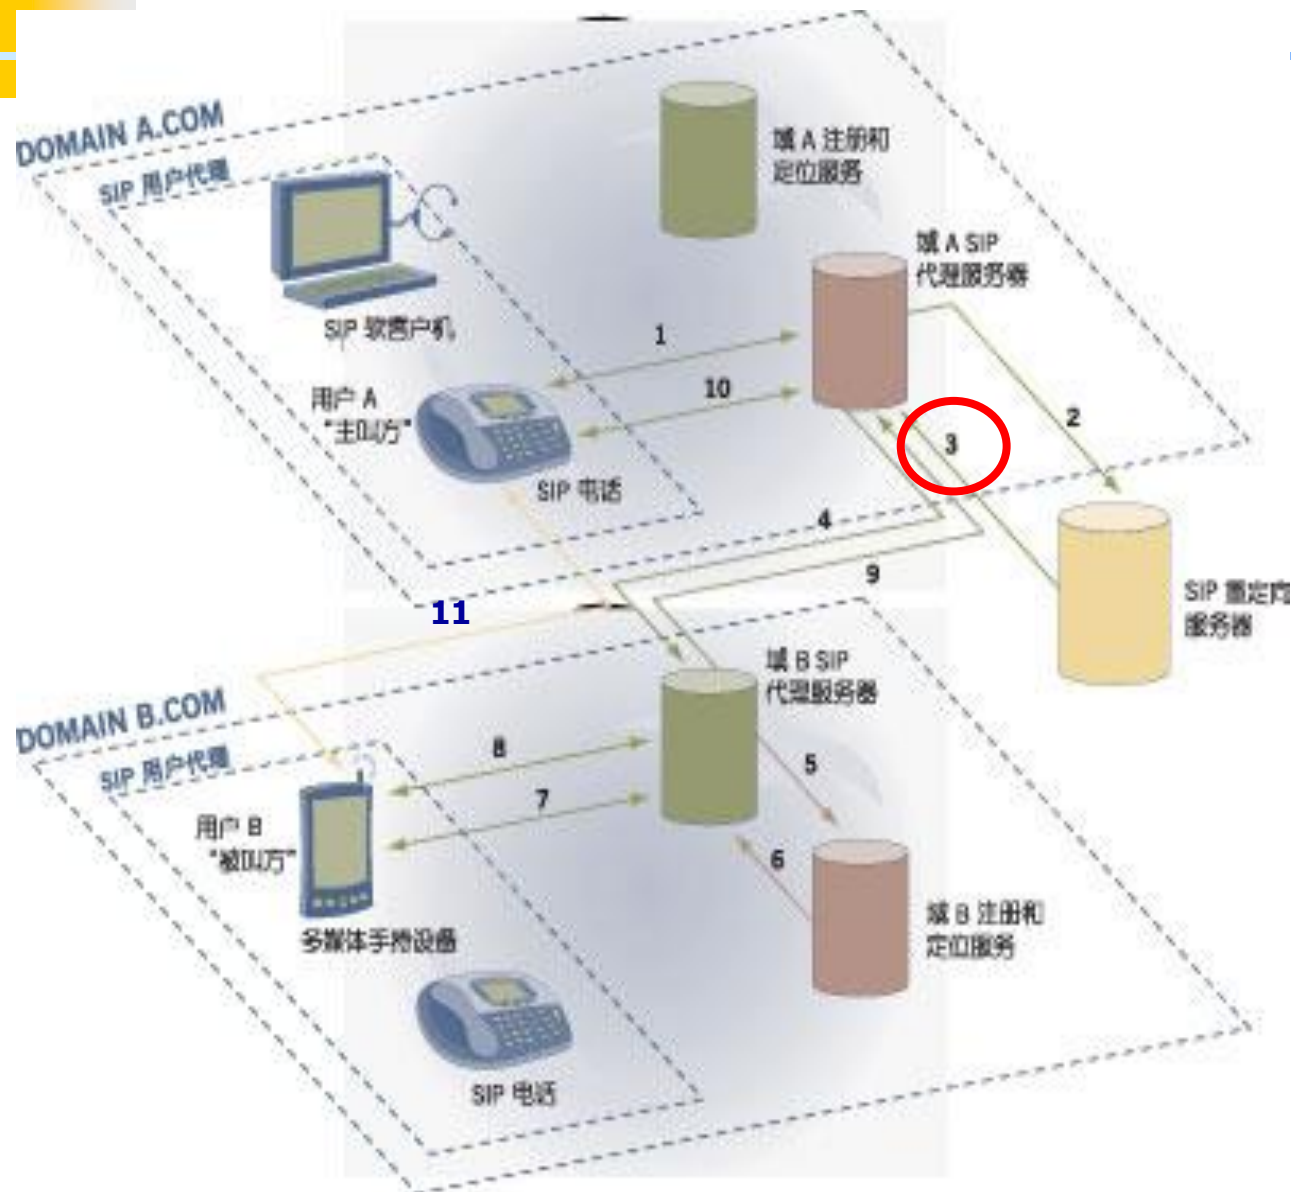 DOMAIN A.COM
SIP 用户代理
域 A 注册和
定位服务
域 A SIP
代理服务器
SIP 软客户机
1
10
用户 A
“主叫方”
2
3
SIP 电话
4
9
SIP 重定向
服务器
11
域 B SIP
代理服务器
DOMAIN B.COM
SIP 用户代理
8
5
7
用户 B
“被叫方”
6
域 B 注册和
定位服务
多媒体手持设备
SIP 电话